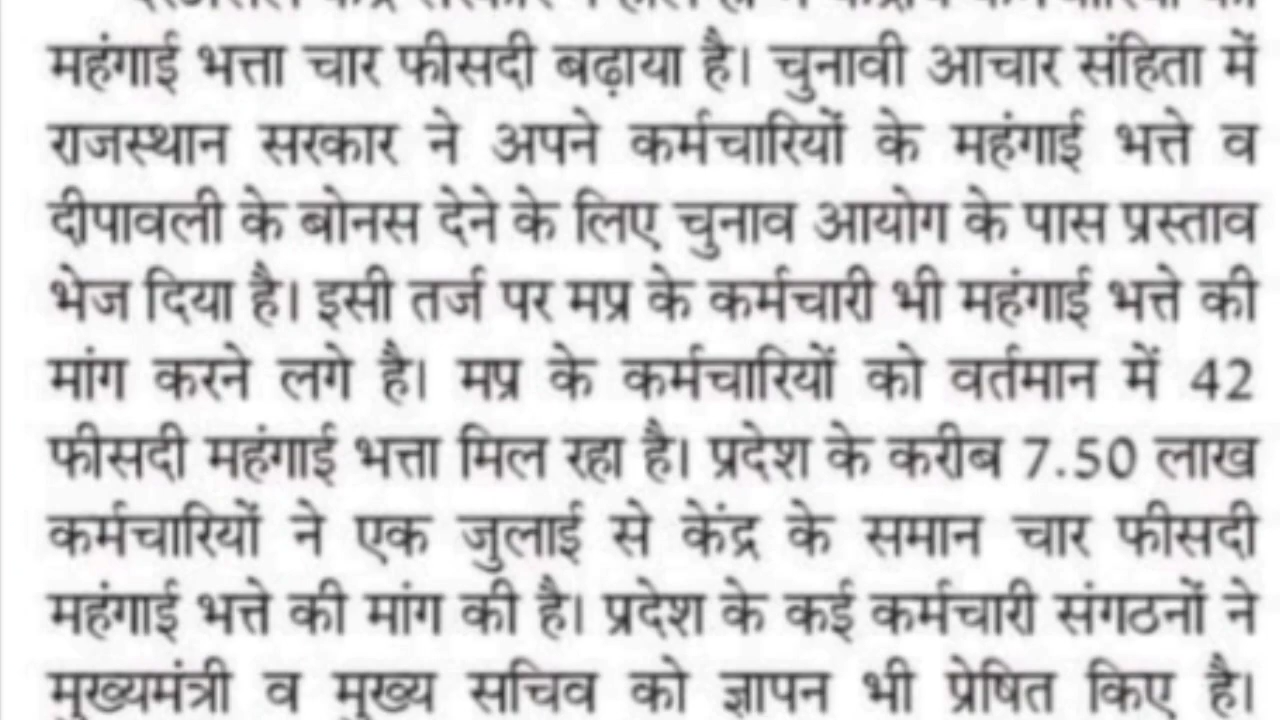 महंगाई भत्ता चार फीसदी बढ़ाया है। चुनावी आचार संहिता में
राजस्थान सरकार ने अपने कर्मचारियों के महंगाई भत्ते व
दीपावली के बोनस देने के लिए चुनाव आयोग के पास प्रस्ताव
भेज दिया है। इसी तर्ज पर मप्र के कर्मचारी भी महंगाई भत्ते की
मांग करने लगे है। मप्र के कर्मचारियों को वर्तमान में 42
फीसदी महंगाई भत्ता मिल रहा है। प्रदेश के करीब 7.50 लाख
कर्मचारियों ने एक जुलाई से केंद्र के समान चार फीसदी
महंगाई भत्ते की मांग की है। प्रदेश के कई कर्मचारी संगठनों ने
मुख्यमंत्री व मुख्य सचिव को ज्ञापन भी प्रेषित किए है।